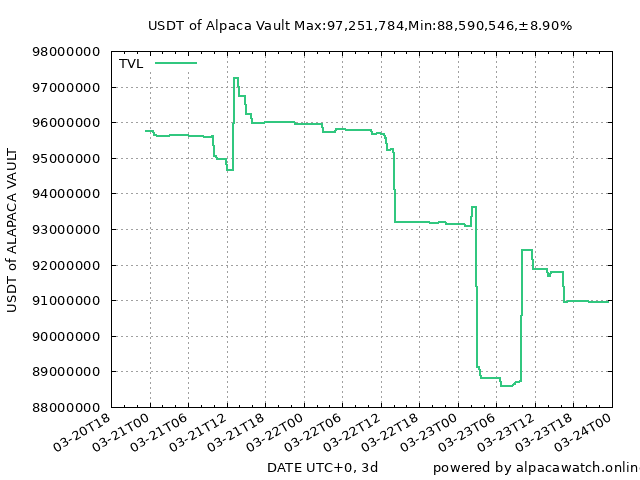 USDT of Alpaca Vault Max:97,251,784,Min:88,590,546,±8.90%
TVL
98000000
97000000
96000000
95000000
94000000
93000000
92000000
91000000
90000000
89000000
88000000
USDT of ALAPACA VAULT
03-20T18
03-21T00
03-21T06
03-21T12
03-21T18
03-22T00
03-22T06
03-22T12
03-22T18
03-23T00
03-23T06
03-23T12
03-23T18
03-24T00
DATE UTC+0, 3d
powered by alpacawatch.onlin